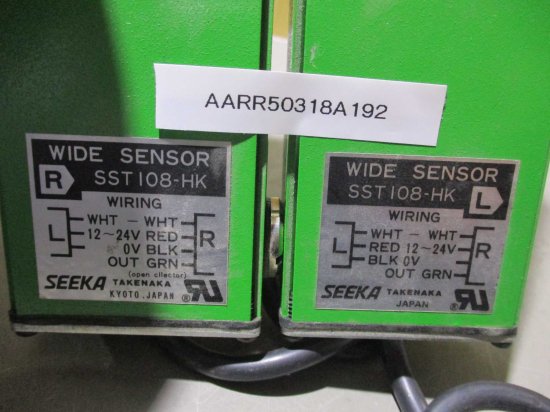 AARR50318A192
WIDE SENSOR
R SST108-HK
WIRING
L WHT - WHT R
12~24V RED
0V BLK
OUT GRN
(open cllector)
SEEKA TAKENAKA
KYOTO, JAPAN
WIDE SENSOR
SST108-HK L
WIRING
L WHT - WHT R
RED 12~24V
BLK 0V
OUT GRN
SEEKA TAKENAKA
JAPAN